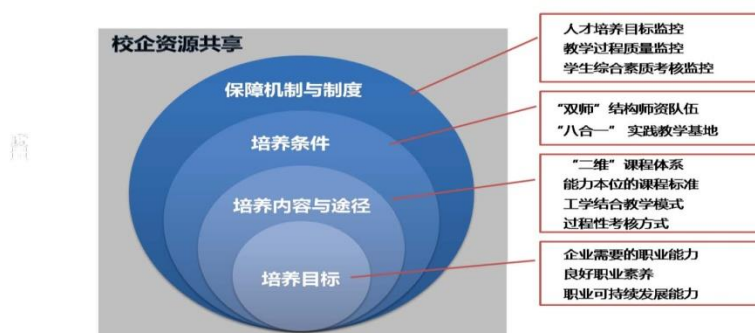 校企资源共享
保障机制与制度
培养条件
培养内容与途径
培养目标
人才培养目标监控
教学过程质量监控
学生综合素质考核监控
“双师”结构师资队伍
“八合一” 实践教学基地
“二维”课程体系
能力本位的课程标准
工学结合教学模式
过程性考核方式
企业需要的职业能力
良好职业素养
职业可持续发展能力